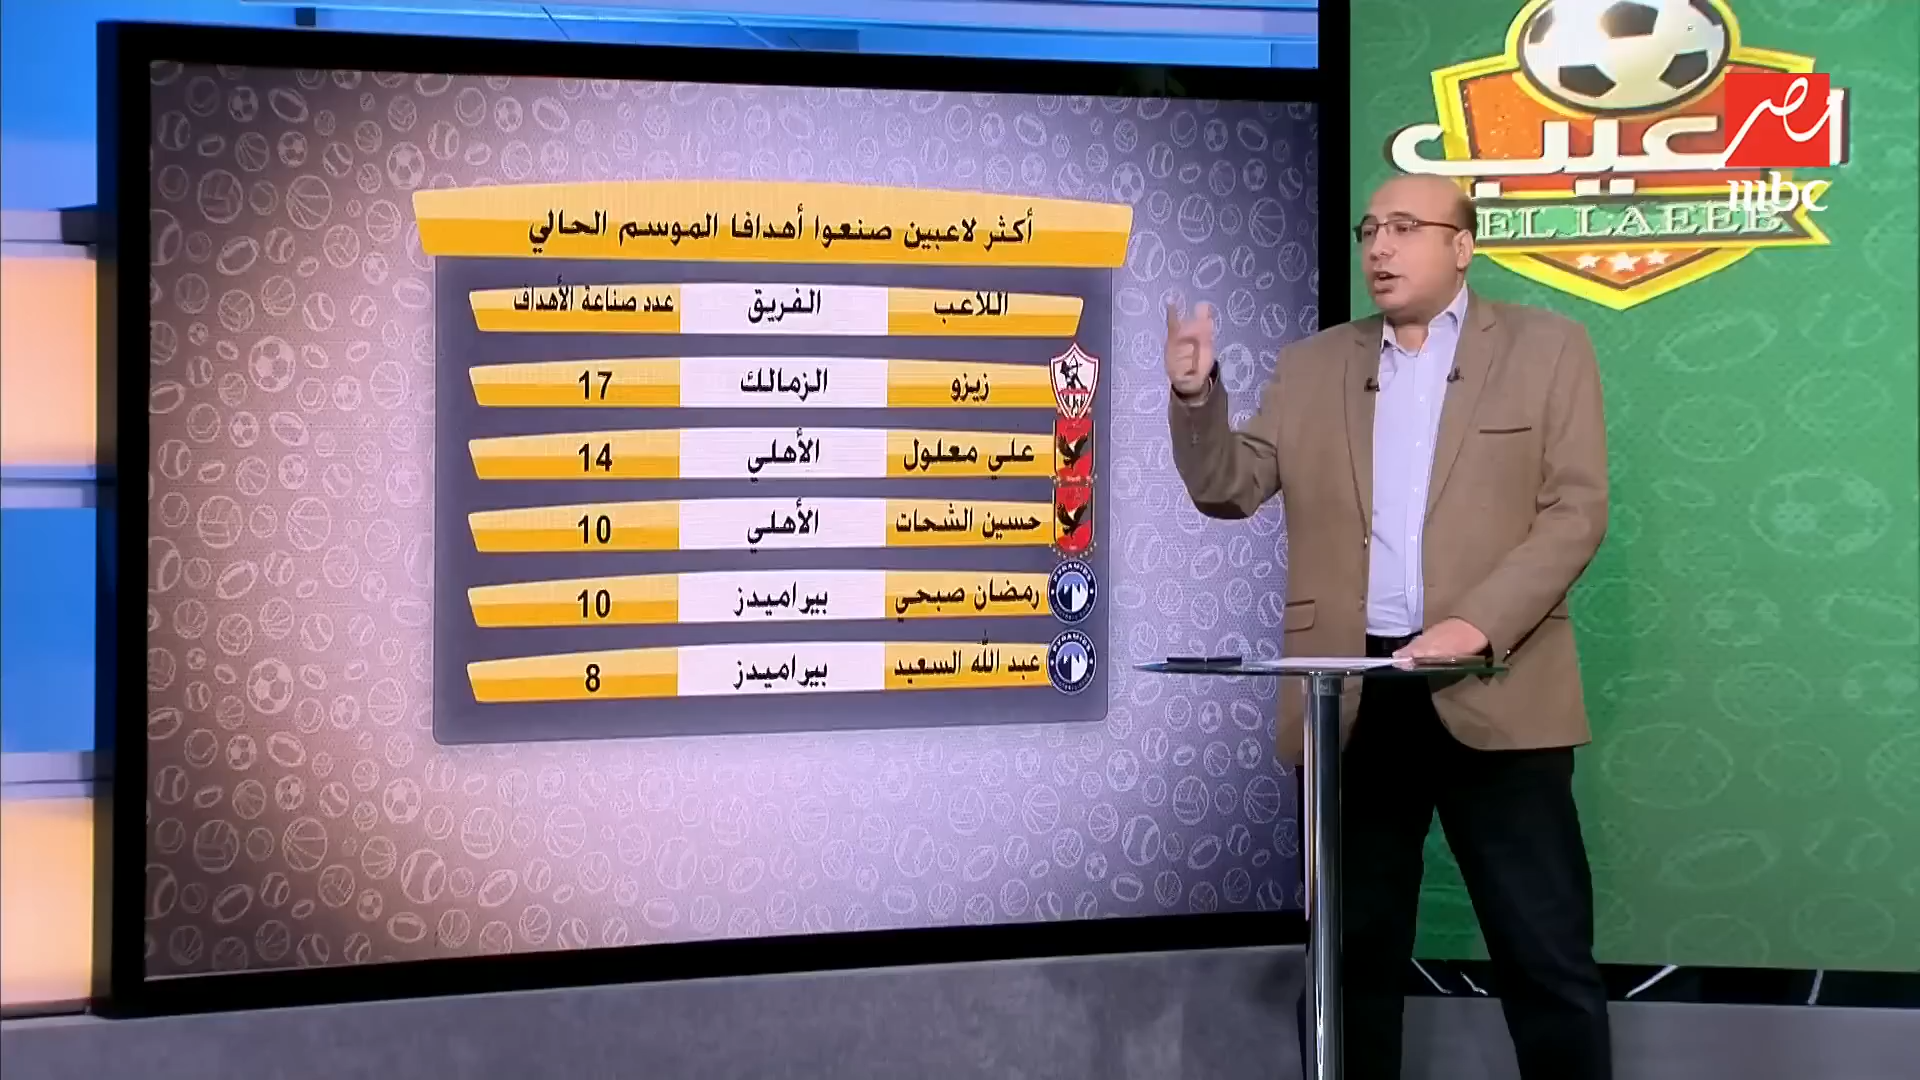 أكثر لاعبين صنعوا أهدافا الموسم الحالي
اللاعب الفريق عدد صناعة الأهداف
زيزو الزمالك 17
علي معلول الأهلي 14
حسين الشحات الأهلي 10
رمضان صبحي بيراميدز 10
عبد الله السعيد بيراميدز 8
مصر
mbc
EL LAEEB